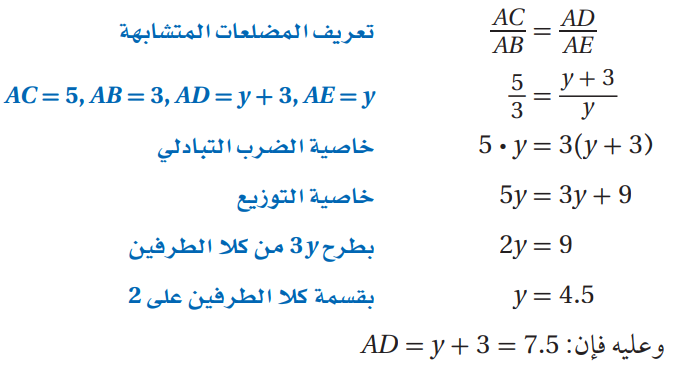 تعريف المضلعات المتشابهة AC/AB = AD/AE
AC = 5, AB = 3, AD = y + 3, AE = y 5/3 = (y + 3)/y
خاصية الضرب التبادلي 5 • y = 3(y + 3)
خاصية التوزيع 5y = 3y + 9
بطرح 3y من كلا الطرفين 2y = 9
بقسمة كلا الطرفين على 2 y = 4.5
وعليه فإن: AD = y + 3 = 7.5